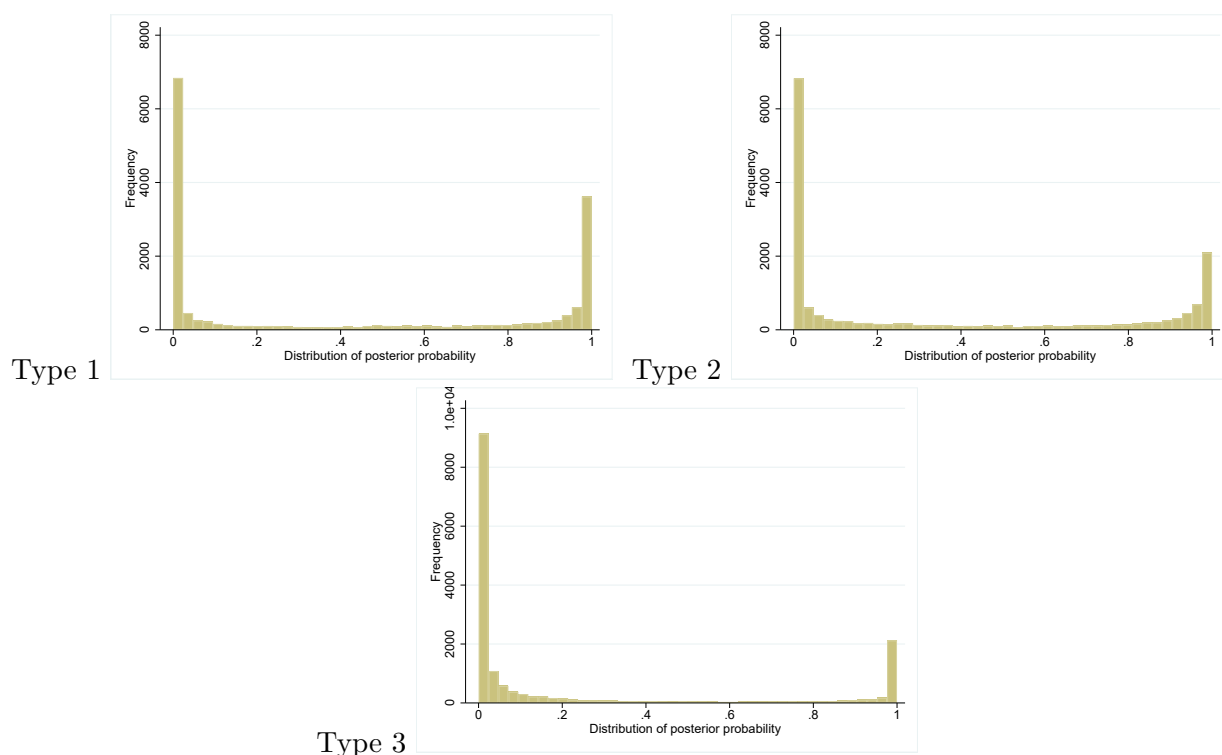 8000
6000
4000
2000
0
Frequency
0 .2 .4 .6 .8 1
Distribution of posterior probability
Type 1
8000
6000
4000
2000
0
Frequency
0 .2 .4 .6 .8 1
Distribution of posterior probability
Type 2
1.0e+04
8000
6000
4000
2000
0
Frequency
0 .2 .4 .6 .8 1
Distribution of posterior probability
Type 3